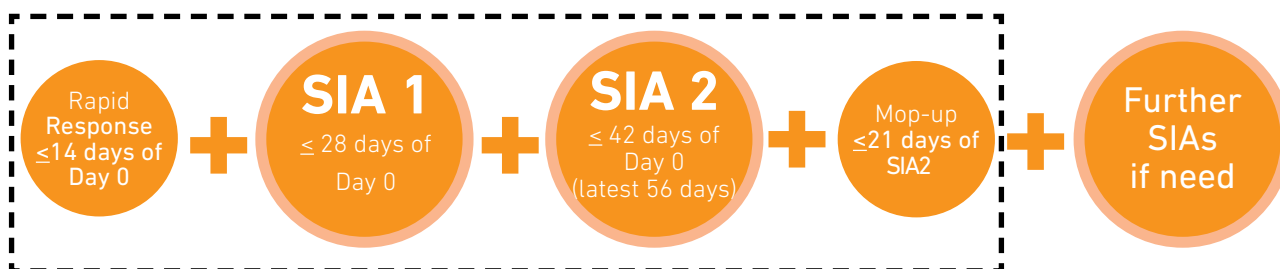 Rapid
Response
≤14 days of
Day 0
+
SIA 1
≤ 28 days of
Day 0
+
SIA 2
≤ 42 days of
Day 0
(latest 56 days)
+
Mop-up
≤21 days of
SIA2
+
Further
SIAs
if need